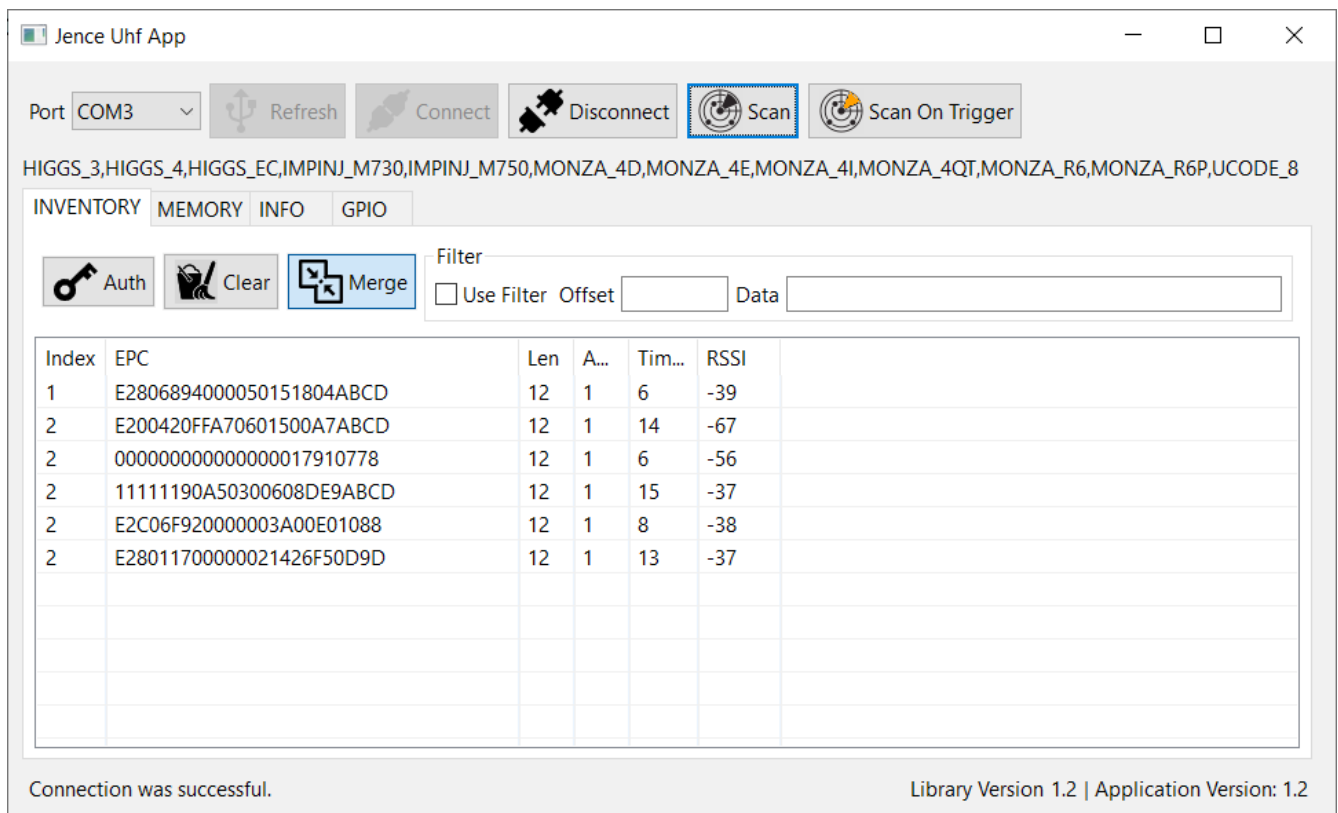 Jence Uhf App
Port COM3 Refresh Connect Disconnect Scan Scan On Trigger
HIGGS_3,HIGGS_4,HIGGS_EC,IMPINJ_M730,IMPINJ_M750,MONZA_4D,MONZA_4E,MONZA_4I,MONZA_4QT,MONZA_R6,MONZA_R6P,UCODE_8
INVENTORY MEMORY INFO GPIO
Filter
Auth Clear Merge Use Filter Offset Data
Index EPC Len A... Tim... RSSI
1 E2806894000050151804ABCD 12 1 6 -39
2 E200420FFA70601500A7ABCD 12 1 14 -67
2 000000000000000017910778 12 1 6 -56
2 11111190A50300608DE9ABCD 12 1 15 -37
2 E2C06F920000003A00E01088 12 1 8 -38
2 E28011700000021426F50D9D 12 1 13 -37
Connection was successful. Library Version 1.2 | Application Version: 1.2